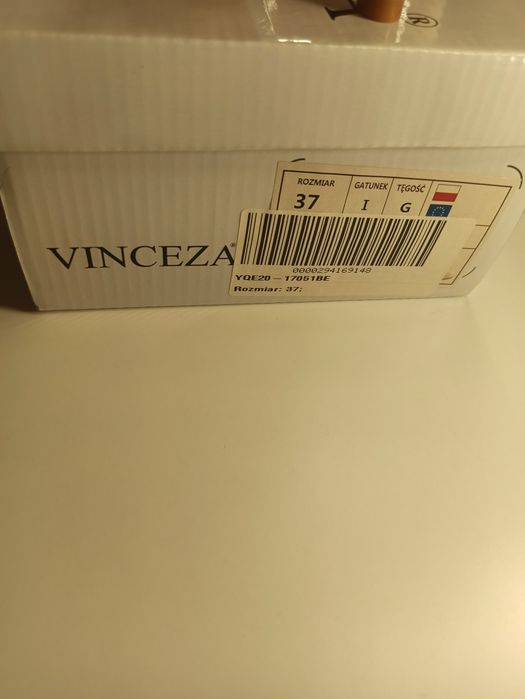 ®
ROZMIAR GATUNEK TĘGOŚĆ
37 I G
VINCEZA®
0000294169148
YQE20-17051BE
Rozmiar: 37;